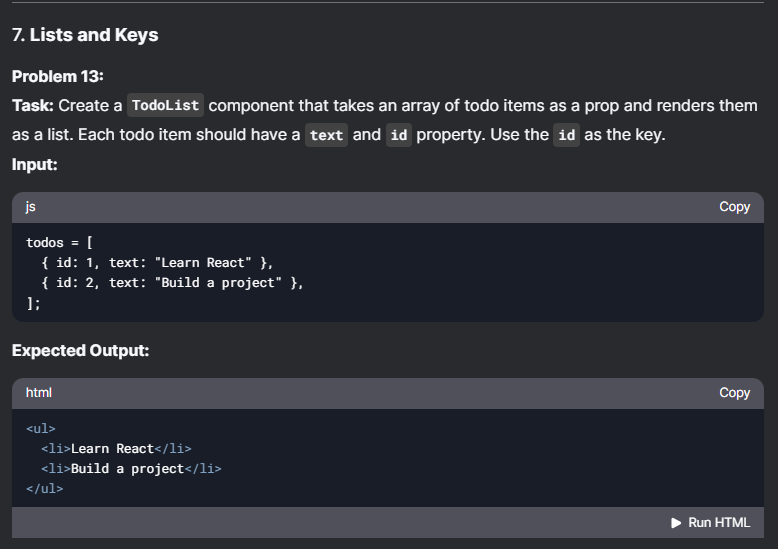 7. Lists and Keys
Problem 13:
Task: Create a TodoList component that takes an array of todo items as a prop and renders them
as a list. Each todo item should have a text and id property. Use the id as the key.
Input:
js Copy
todos = [
  { id: 1, text: "Learn React" },
  { id: 2, text: "Build a project" },
];
Expected Output:
html Copy
<ul>
  <li>Learn React</li>
  <li>Build a project</li>
</ul>
Run HTML